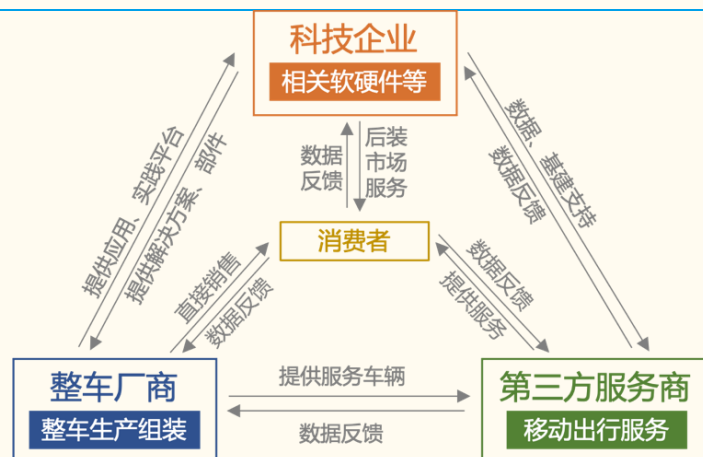 科技企业
相关软硬件等
提供应用、实践平台
提供解决方案、部件
数据
反馈
后装
市场
服务
数据、基建支持
数据反馈
消费者
直接销售
数据反馈
数据反馈
提供服务
整车厂商
整车生产组装
提供服务车辆
数据反馈
第三方服务商
移动出行服务